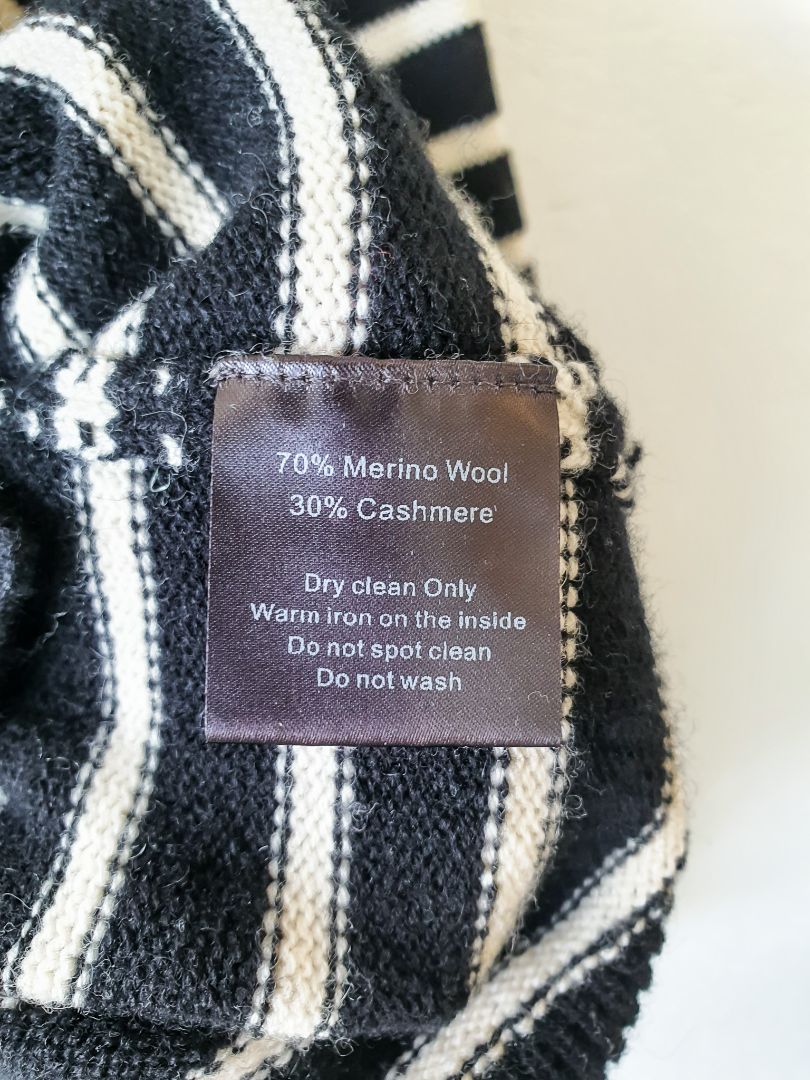 70% Merino Wool
30% Cashmere
Dry clean Only
Warm iron on the inside
Do not spot clean
Do not wash